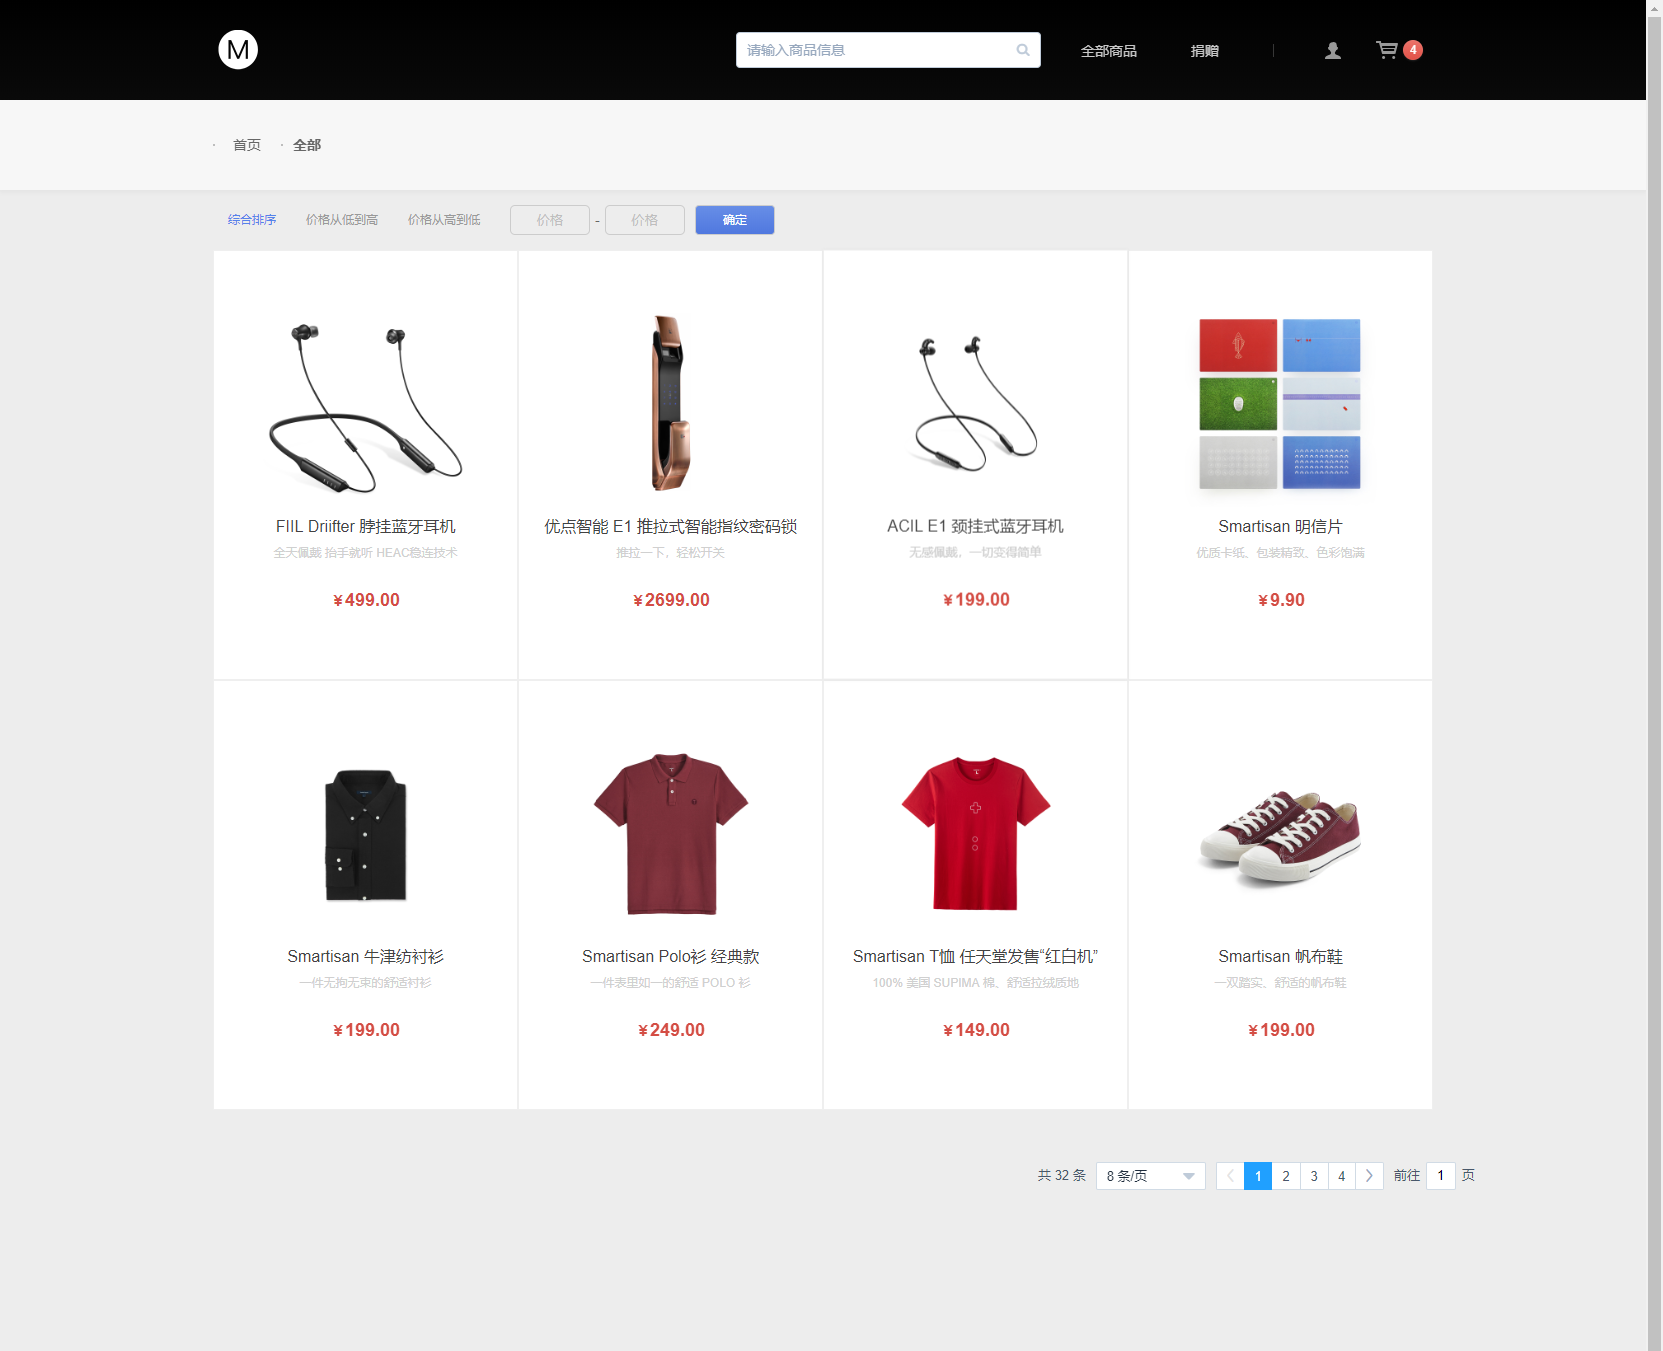 M
请输入商品信息
全部商品
捐赠
4
· 首页 · 全部
综合排序 价格从低到高 价格从高到低 价格 - 价格 确定
FIIL Driifter 脖挂蓝牙耳机
全天佩戴 抬手就听 HEAC稳连技术
¥499.00
优点智能 E1 推拉式智能指纹密码锁
推拉一下，轻松开关
¥2699.00
ACIL E1 颈挂式蓝牙耳机
无感佩戴，一切变得简单
¥199.00
Smartisan 明信片
优质卡纸、包装精致、色彩饱满
¥9.90
Smartisan 牛津纺衬衫
一件无拘无束的舒适衬衫
¥199.00
Smartisan Polo衫 经典款
一件表里如一的舒适 POLO 衫
¥249.00
Smartisan T恤 任天堂发售“红白机”
100% 美国 SUPIMA 棉、舒适拉绒质地
¥149.00
Smartisan 帆布鞋
一双踏实、舒适的帆布鞋
¥199.00
共 32 条 8 条/页 1 2 3 4 前往 1 页